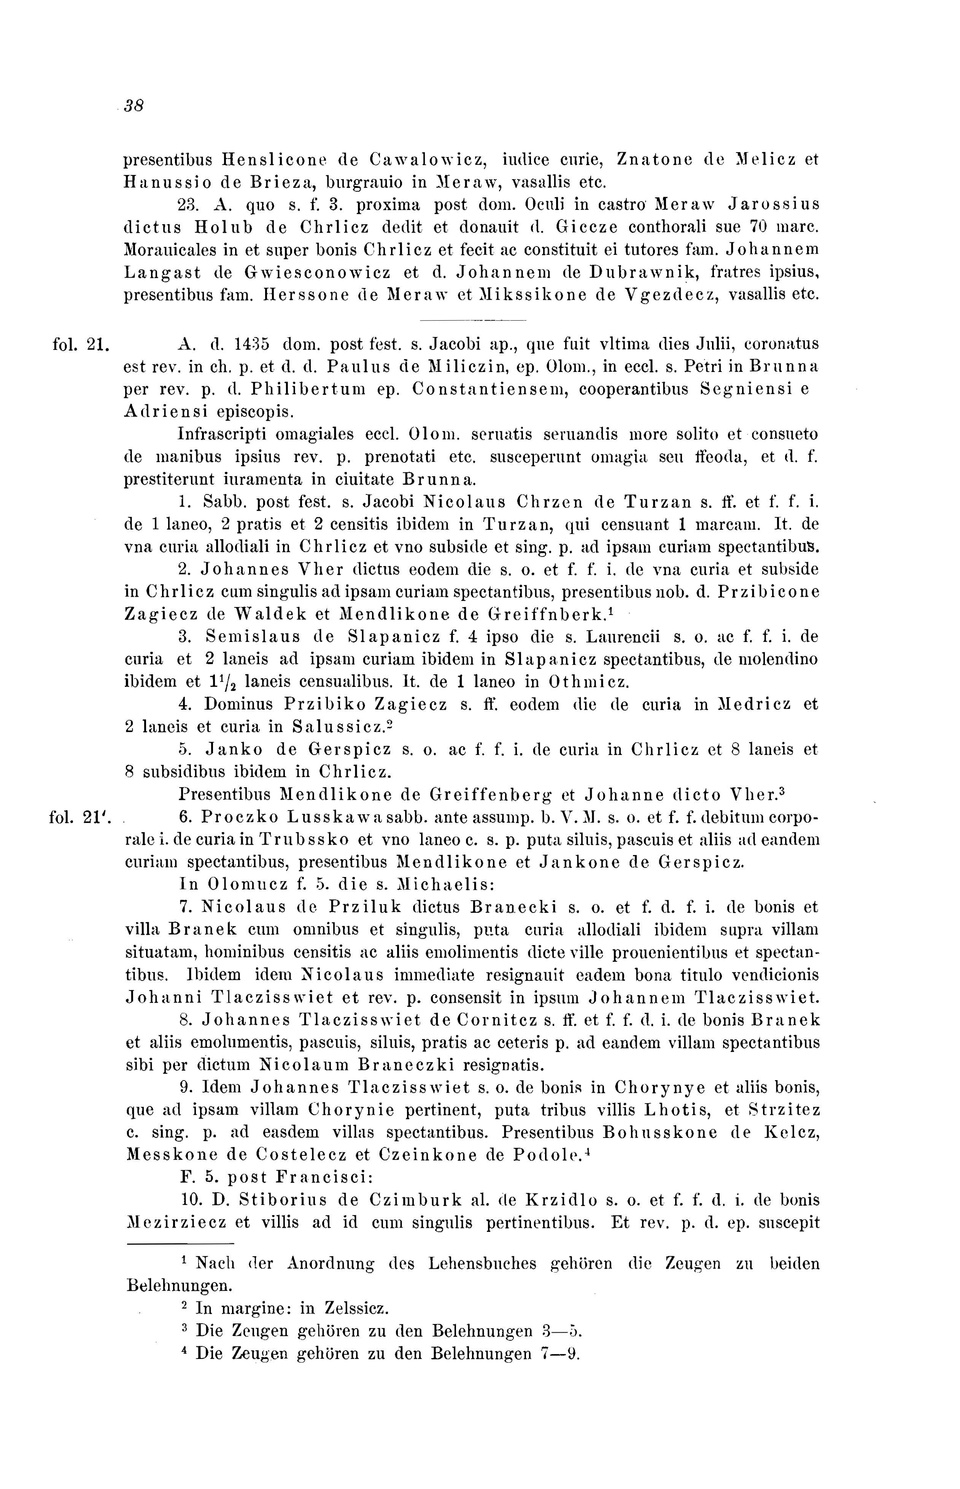 38
presentibus Henslicone de Cawalowicz, iudice curie, Znatone de Melicz et
Hanussio de Brieza, burgrauio in Meraw, vasallis etc.
23. A. quo s. f. 3. proxima post dom. Oculi in castro Meraw Jarossius
dictus Holub de Chrlicz dedit et donauit d. Giccze conthorali sue 70 marc.
Morauicales in et super bonis Chrlicz et fecit ac constituit ei tutores fam. Johannem
Langast de Gwiesconowicz et d. Johannem de Dubrawnik, fratres ipsius,
presentibus fam. Herssone de Meraw et Mikssikone de Vgezdecz, vasallis etc.
fol. 21. A. d. 1435 dom. post fest. s. Jacobi ap., que fuit vltima dies Julii, coronatus
est rev. in ch. p. et d. d. Paulus de Miliczin, ep. Olom., in eccl. s. Petri in Brunna
per rev. p. d. Philibertum ep. Constantiensem, cooperantibus Segniensi e
Adriensi episcopis.
Infrascripti omagiales eccl. Olom. seruatis seruandis more solito et consueto
de manibus ipsius rev. p. prenotati etc. susceperunt omagia seu ffeoda, et d. f.
prestiterunt iuramenta in ciuitate Brunna.
1. Sabb. post fest. s. Jacobi Nicolaus Chrzen de Turzan s. ff. et f. f. i.
de 1 laneo, 2 pratis et 2 censitis ibidem in Turzan, qui censuant 1 marcam. It. de
vna curia allodiali in Chrlicz et vno subside et sing. p. ad ipsam curiam spectantibus.
2. Johannes Vher dictus eodem die s. o. et f. f. i. de vna curia et subside
in Chrlicz cum singulis ad ipsam curiam spectantibus, presentibus nob. d. Przibicone
Zagiecz de Waldek et Mendlikone de Greiffnberk.¹
3. Semislaus de Slapanicz f. 4 ipso die s. Laurencii s. o. ac f. f. i. de
curia et 2 laneis ad ipsam curiam ibidem in Slapanicz spectantibus, de molendino
ibidem et 1¹/₂ laneis censualibus. It. de 1 laneo in Othmicz.
4. Dominus Przibiko Zagiecz s. ff. eodem die de curia in Medricz et
2 laneis et curia in Salussicz.²
5. Janko de Gerspicz s. o. ac f. f. i. de curia in Chrlicz et 8 laneis et
8 subsidibus ibidem in Chrlicz.
Presentibus Mendlikone de Greiffenberg et Johanne dicto Vher.³
fol. 21'. 6. Proczko Lusskawa sabb. ante assump. b. V. M. s. o. et f. f. debitum corpo-
rale i. de curia in Trubssko et vno laneo c. s. p. puta siluis, pascuis et aliis ad eandem
curiam spectantibus, presentibus Mendlikone et Jankone de Gerspicz.
In Olomucz f. 5. die s. Michaelis:
7. Nicolaus de Prziluk dictus Branecki s. o. et f. d. f. i. de bonis et
villa Branek cum omnibus et singulis, puta curia allodiali ibidem supra villam
situatam, hominibus censitis ac aliis emolimentis dicte ville prouenientibus et spectan-
tibus. Ibidem idem Nicolaus immediate resignauit eadem bona titulo vendicionis
Johanni Tlaczisswiet et rev. p. consensit in ipsum Johannem Tlaczisswiet.
8. Johannes Tlaczisswiet de Cornitcz s. ff. et f. f. d. i. de bonis Branek
et aliis emolumentis, pascuis, siluis, pratis ac ceteris p. ad eandem villam spectantibus
sibi per dictum Nicolaum Braneczki resignatis.
9. Idem Johannes Tlaczisswiet s. o. de bonis in Chorynye et aliis bonis,
que ad ipsam villam Chorynie pertinent, puta tribus villis Lhotis, et Strzitez
c. sing. p. ad easdem villas spectantibus. Presentibus Bohusskone de Kelcz,
Messkone de Costelecz et Czeinkone de Podole.⁴
F. 5. post Francisci:
10. D. Stiborius de Czimburk al. de Krzidlo s. o. et f. f. d. i. de bonis
Mezirziecz et villis ad id cum singulis pertinentibus. Et rev. p. d. ep. suscepit
¹ Nach der Anordnung des Lehensbuches gehören die Zeugen zu beiden
Belehnungen.
² In margine: in Zelssicz.
³ Die Zeugen gehören zu den Belehnungen 3—5.
⁴ Die Zeugen gehören zu den Belehnungen 7—9.